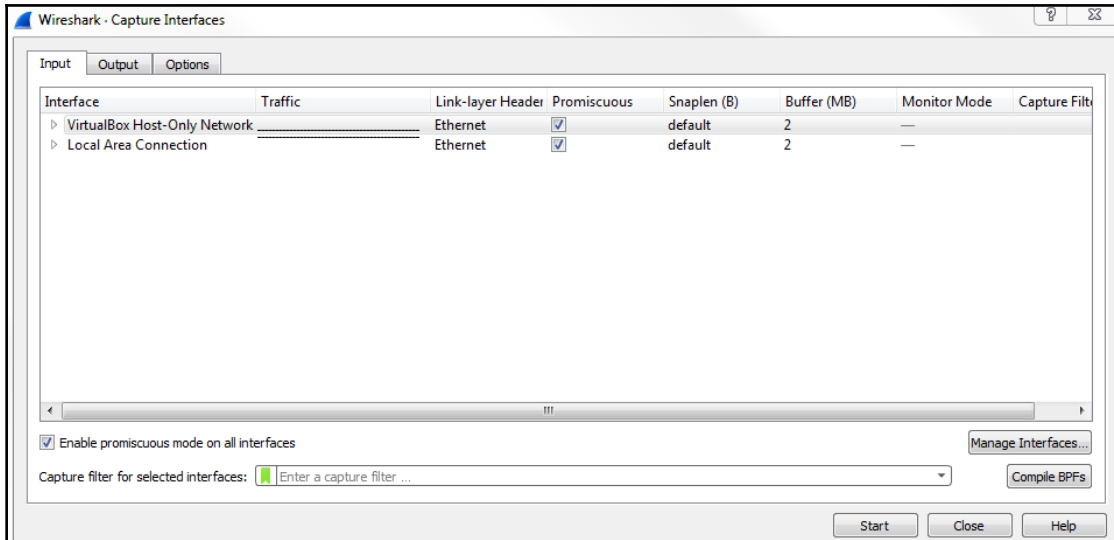 Wireshark · Capture Interfaces
Input Output Options
Interface Traffic Link-layer Header Promiscuous Snaplen (B) Buffer (MB) Monitor Mode Capture Filte
VirtualBox Host-Only Network Ethernet default 2 —
Local Area Connection Ethernet default 2 —
Enable promiscuous mode on all interfaces Manage Interfaces...
Capture filter for selected interfaces: Enter a capture filter ... Compile BPFs
Start Close Help